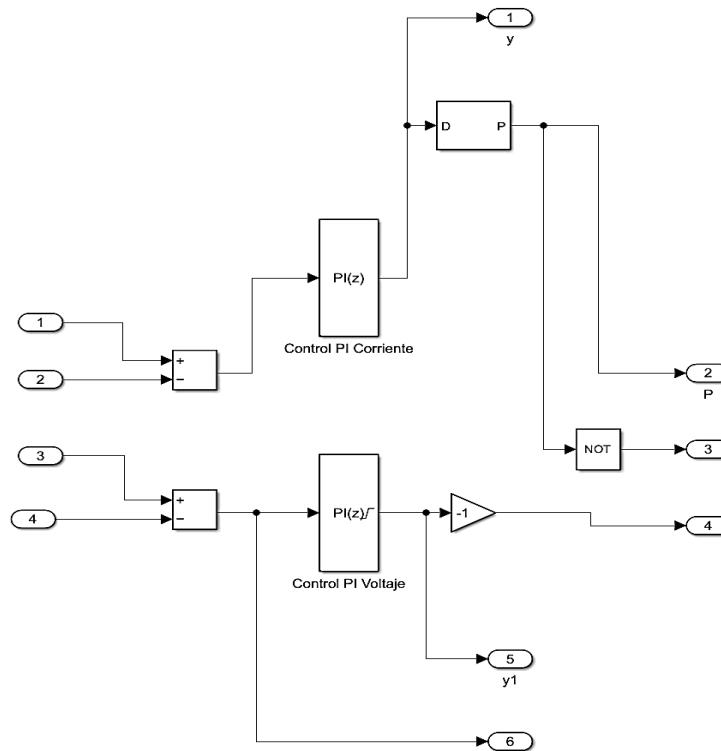 1
y
D P
PI(z)
Control PI Corriente
1
+
2
−
2
P
NOT
3
3
+
4
−
PI(z)
-1
4
Control PI Voltaje
5
y1
6